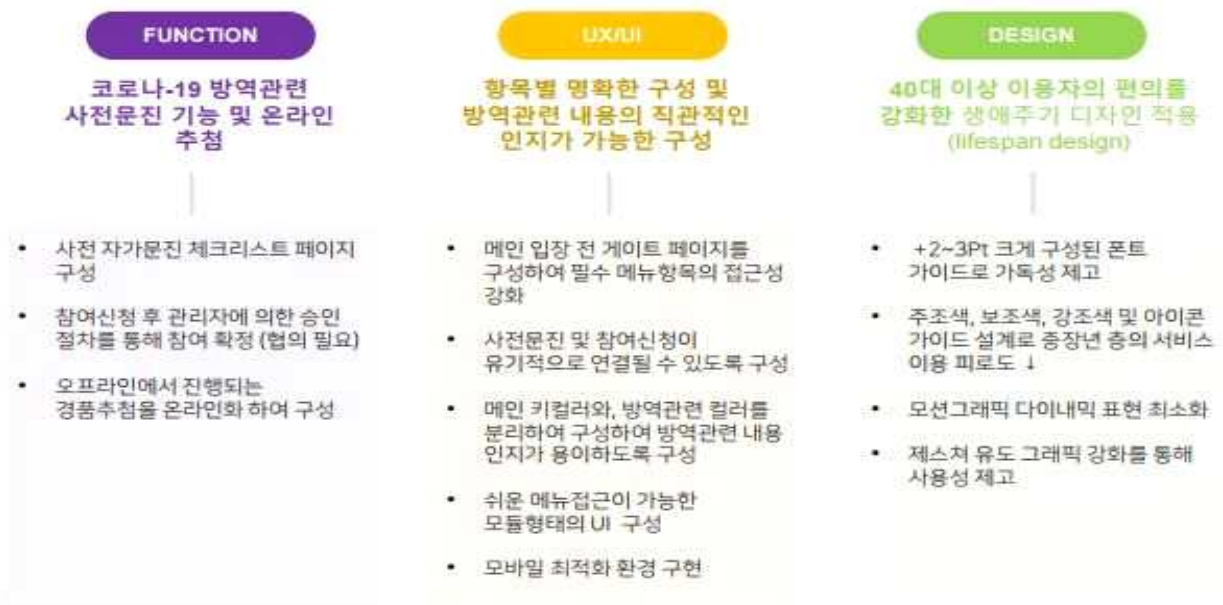 FUNCTION
코로나-19 방역관련
사전문진 기능 및 온라인
추첨
• 사전 자가문진 체크리스트 페이지
구성
• 참여신청 후 관리자에 의한 승인
절차를 통해 참여 확정 (협의 필요)
• 오프라인에서 진행되는
경품추첨을 온라인화 하여 구성
UX/UI
항목별 명확한 구성 및
방역관련 내용의 직관적인
인지가 가능한 구성
• 메인 입장 전 게이트 페이지를
구성하여 필수 메뉴항목의 접근성
강화
• 사전문진 및 참여신청이
유기적으로 연결될 수 있도록 구성
• 메인 키컬러와, 방역관련 컬러를
분리하여 구성하여 방역관련 내용
인지가 용이하도록 구성
• 쉬운 메뉴접근이 가능한
모듈형태의 UI 구성
• 모바일 최적화 환경 구현
DESIGN
40대 이상 이용자의 편의를
강화한 생애주기 디자인 적용
(lifespan design)
• +2~3Pt 크게 구성된 폰트
가이드로 가독성 제고
• 주조색, 보조색, 강조색 및 아이콘
가이드 설계로 중장년 층의 서비스
이용 피로도 ↓
• 모션그래픽 다이내믹 표현 최소화
• 제스쳐 유도 그래픽 강화를 통해
사용성 제고